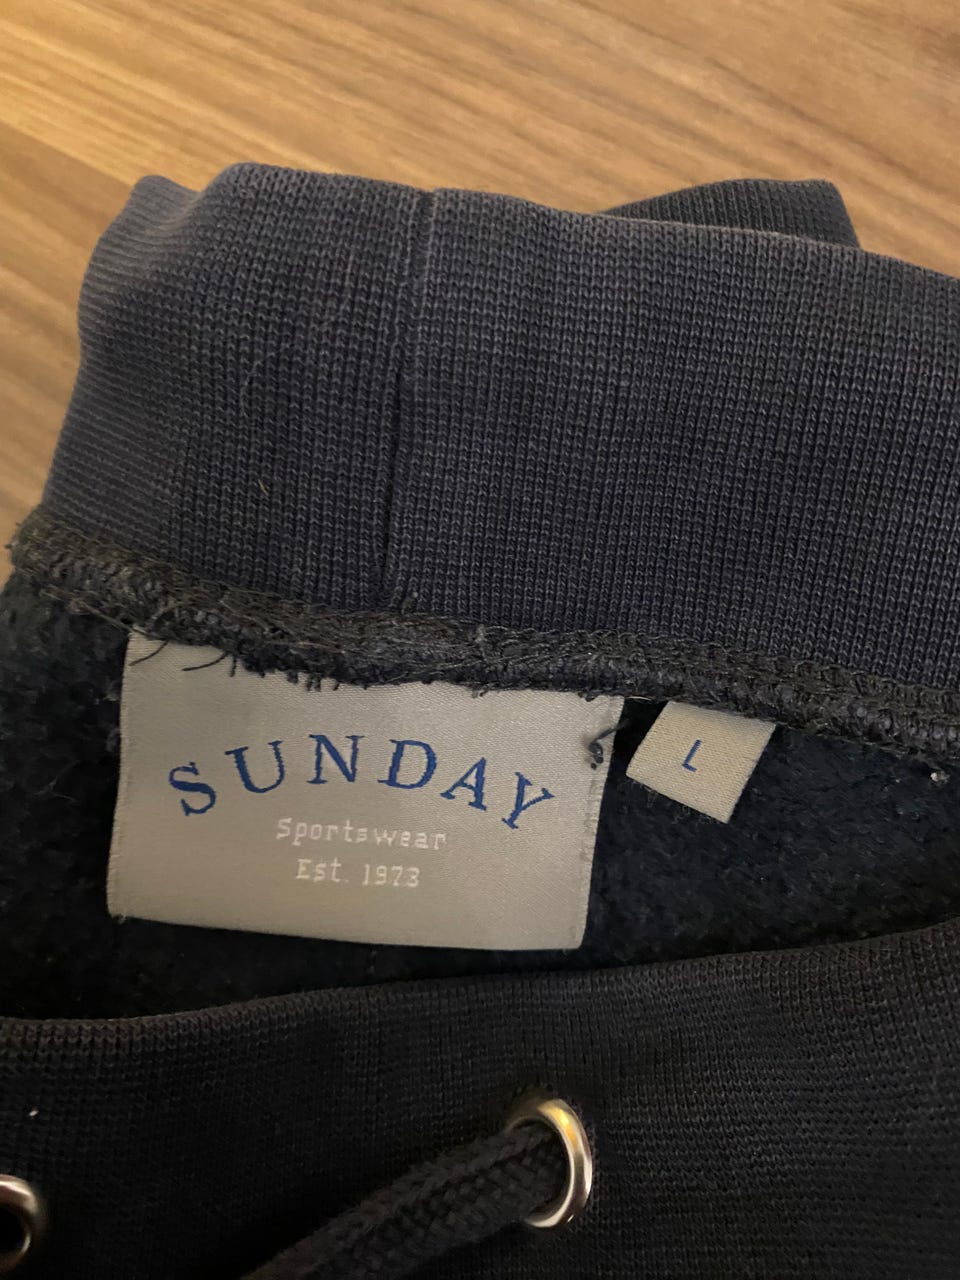 SUNDAY
Sportswear
Est. 1973
L